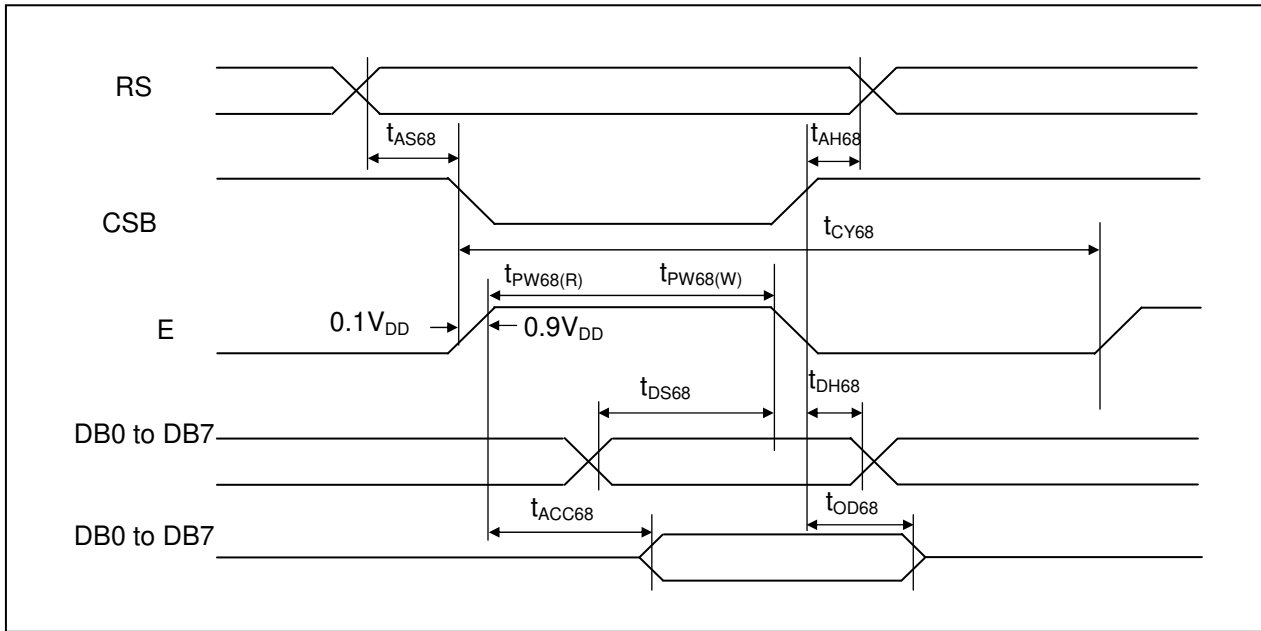 RS
tAS68
tAH68
CSB
tCY68
tPW68(R)
tPW68(W)
E
0.1VDD
0.9VDD
tDS68
tDH68
DB0 to DB7
tACC68
tOD68
DB0 to DB7